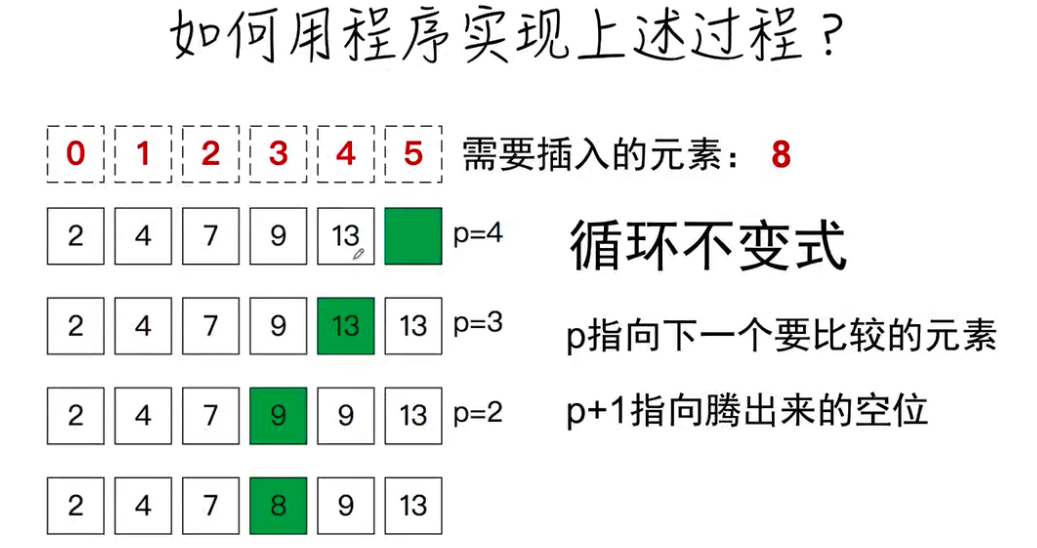 如何用程序实现上述过程？
0 1 2 3 4 5 需要插入的元素： 8
2 4 7 9 13 p=4
循环不变式
2 4 7 9 13 13 p=3
p指向下一个要比较的元素
2 4 7 9 9 13 p=2
p+1指向腾出来的空位
2 4 7 8 9 13